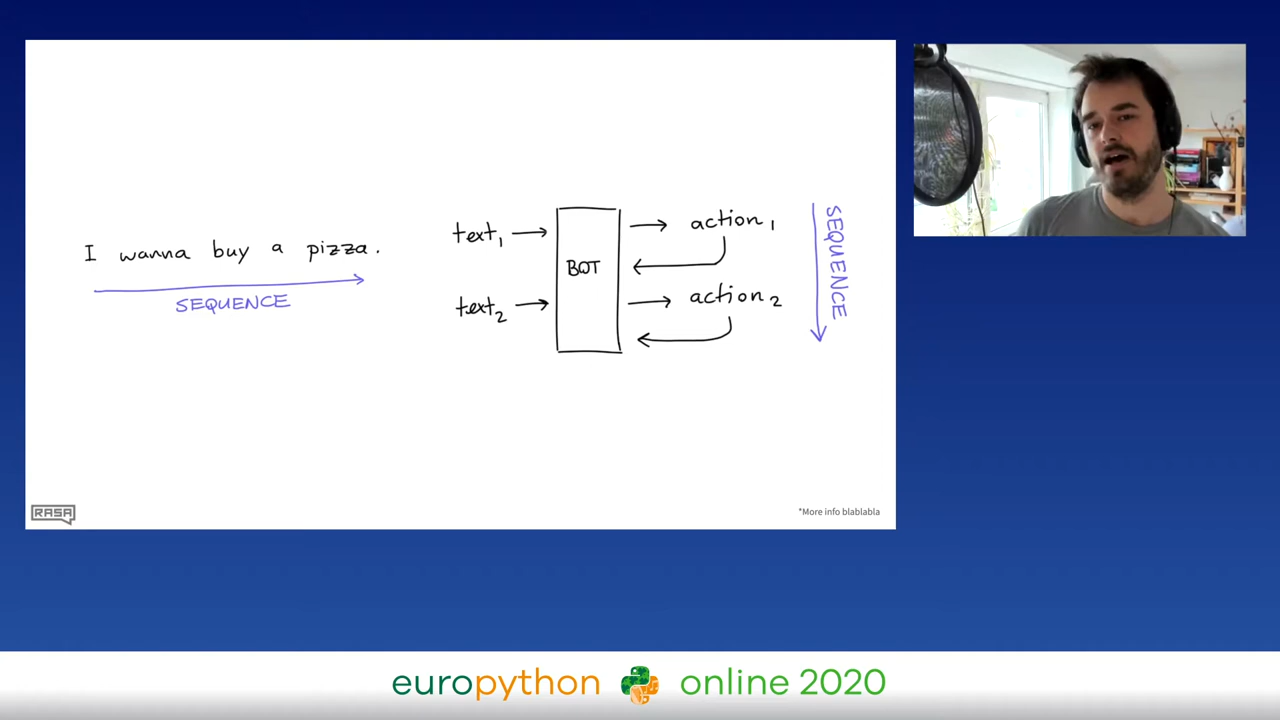 I wanna buy a pizza.
SEQUENCE
text1
BOT
action1
text2
action2
SEQUENCE
RASA
*More info blablabla
europython online 2020